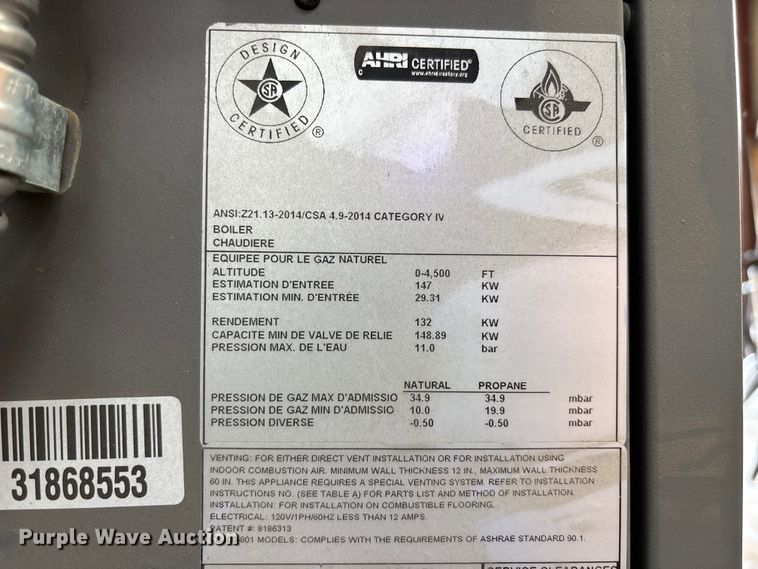 DESIGN
CERTIFIED
SA
®
C
AHRI CERTIFIED®
www.ahridirectory.org
SA
CERTIFIED
®
ANSI:Z21.13-2014/CSA 4.9-2014 CATEGORY IV
BOILER
CHAUDIERE
EQUIPEE POUR LE GAZ NATUREL
ALTITUDE 0-4,500 FT
ESTIMATION D'ENTREE 147 KW
ESTIMATION MIN. D'ENTRÉE 29.31 KW
RENDEMENT 132 KW
CAPACITE MIN DE VALVE DE RELIE 148.89 KW
PRESSION MAX. DE L'EAU 11.0 bar
NATURAL PROPANE
PRESSION DE GAZ MAX D'ADMISSIO 34.9 34.9 mbar
PRESSION DE GAZ MIN D'ADMISSIO 10.0 19.9 mbar
PRESSION DIVERSE -0.50 -0.50 mbar
VENTING: FOR EITHER DIRECT VENT INSTALLATION OR FOR INSTALLATION USING
INDOOR COMBUSTION AIR. MINIMUM WALL THICKNESS 12 IN., MAXIMUM WALL THICKNESS
60 IN. THIS APPLIANCE REQUIRES A SPECIAL VENTING SYSTEM. REFER TO INSTALLATION
INSTRUCTIONS NO. (SEE TABLE A) FOR PARTS LIST AND METHOD OF INSTALLATION.
INSTALLATION: FOR INSTALLATION ON COMBUSTIBLE FLOORING.
ELECTRICAL: 120V/1PH/60HZ LESS THAN 12 AMPS.
PATENT #: 8186313
801 MODELS: COMPLIES WITH THE REQUIREMENTS OF ASHRAE STANDARD 90.1.
SERVICE CLEARANCES
31868553
Purple Wave Auction